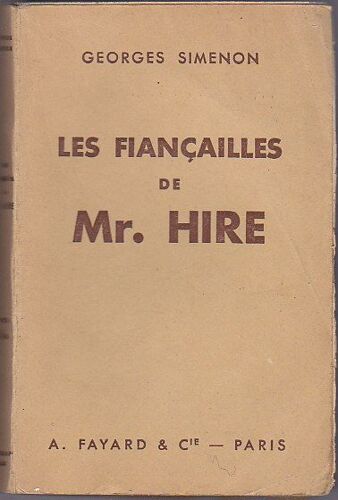 GEORGES SIMENON
LES FIANÇAILLES
DE
Mr. HIRE
A. FAYARD & CIE — PARIS